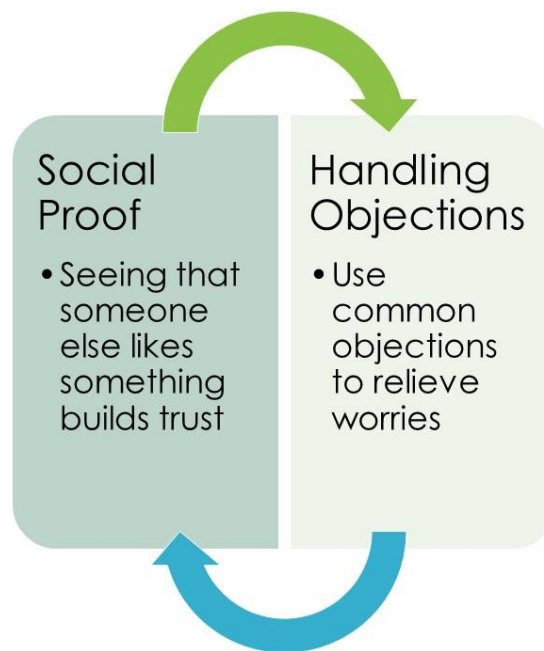 Social
Proof
• Seeing that
someone
else likes
something
builds trust
Handling
Objections
• Use
common
objections
to relieve
worries